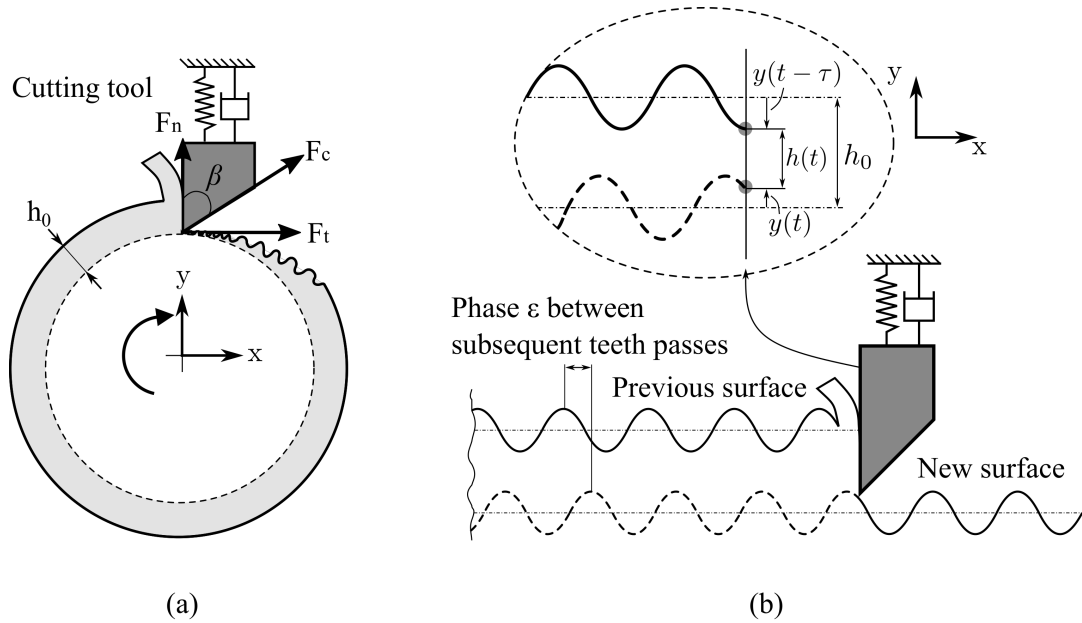 Cutting tool
Fn
Fc
β
h0
Ft
y
x
(a)
y(t − τ)
h(t)
h0
y(t)
y
x
Phase ε between
subsequent teeth passes
Previous surface
New surface
(b)